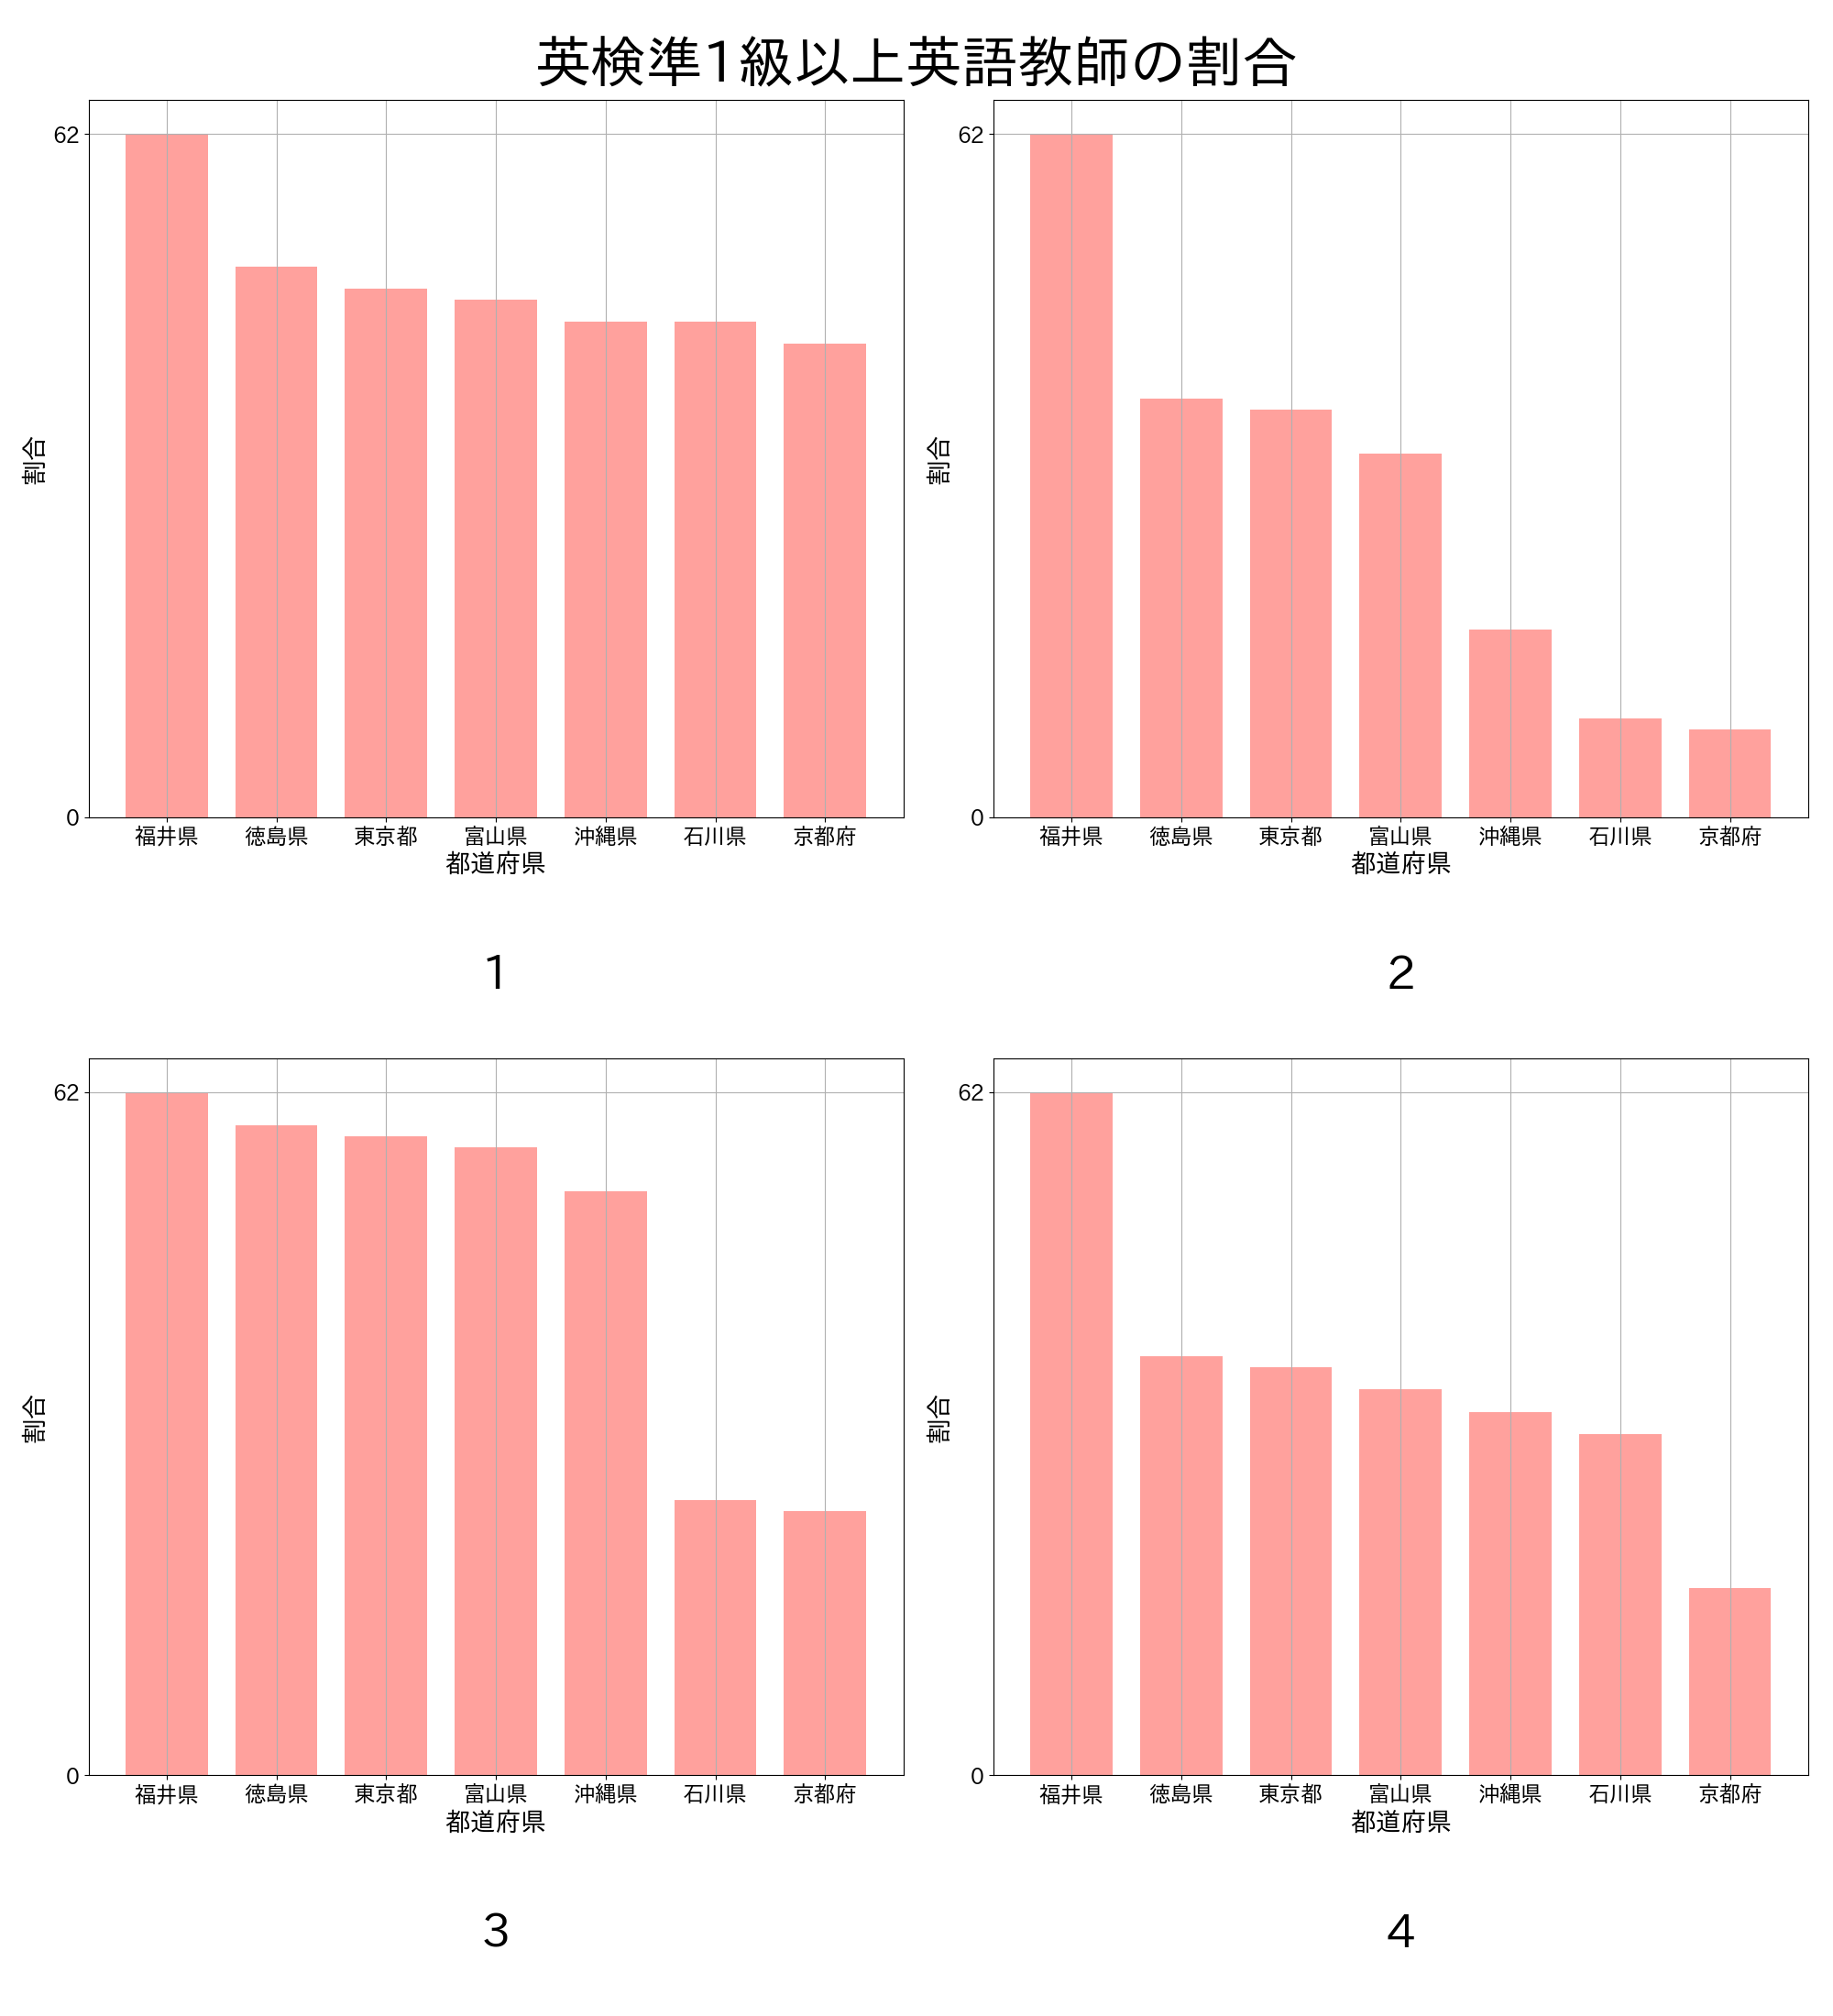 英検準1級以上英語教師の割合
62
0
割合
福井県 徳島県 東京都 富山県 沖縄県 石川県 京都府
都道府県
1
62
0
割合
福井県 徳島県 東京都 富山県 沖縄県 石川県 京都府
都道府県
2
62
0
割合
福井県 徳島県 東京都 富山県 沖縄県 石川県 京都府
都道府県
3
62
0
割合
福井県 徳島県 東京都 富山県 沖縄県 石川県 京都府
都道府県
4